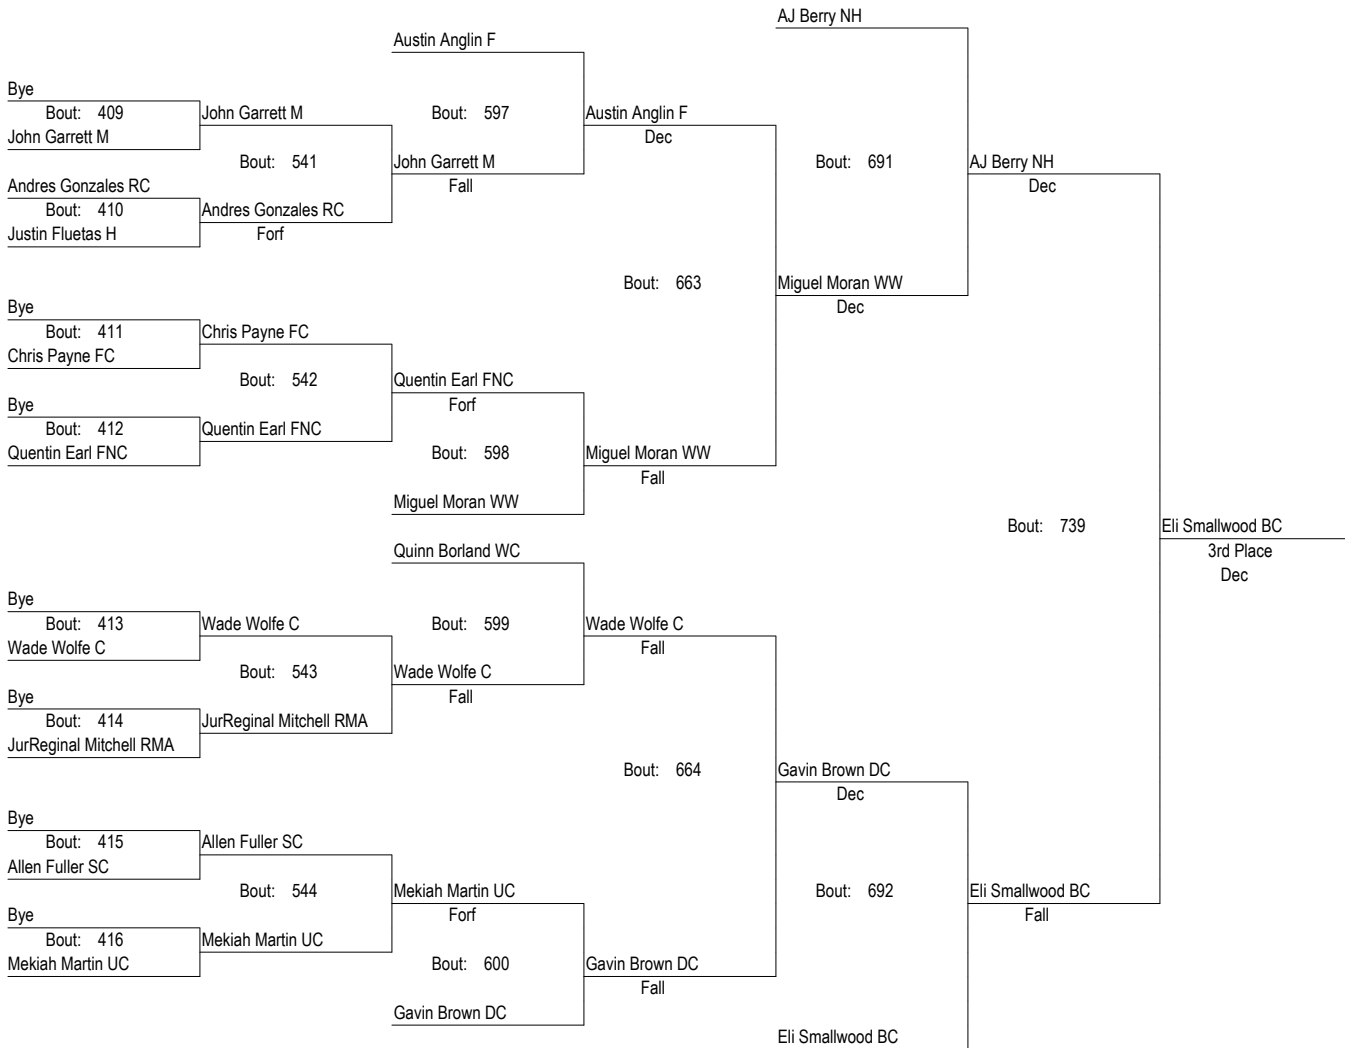 AJ Berry NH
Austin Anglin F
Bye
Bout: 409
John Garrett M
John Garrett M
Bout: 597
Austin Anglin F
Dec
Bout: 541
John Garrett M
Fall
Bout: 691
AJ Berry NH
Dec
Andres Gonzales RC
Bout: 410
Justin Fluetas H
Andres Gonzales RC
Forf
Bout: 663
Miguel Moran WW
Dec
Bye
Bout: 411
Chris Payne FC
Chris Payne FC
Bout: 542
Quentin Earl FNC
Forf
Bye
Bout: 412
Quentin Earl FNC
Quentin Earl FNC
Bout: 598
Miguel Moran WW
Fall
Miguel Moran WW
Bout: 739
Eli Smallwood BC
3rd Place
Dec
Quinn Borland WC
Bye
Bout: 413
Wade Wolfe C
Wade Wolfe C
Bout: 599
Wade Wolfe C
Fall
Bout: 543
Wade Wolfe C
Fall
Bye
Bout: 414
JurReginal Mitchell RMA
JurReginal Mitchell RMA
Bout: 664
Gavin Brown DC
Dec
Bye
Bout: 415
Allen Fuller SC
Allen Fuller SC
Bout: 544
Mekiah Martin UC
Forf
Bout: 692
Eli Smallwood BC
Fall
Bye
Bout: 416
Mekiah Martin UC
Mekiah Martin UC
Bout: 600
Gavin Brown DC
Fall
Gavin Brown DC
Eli Smallwood BC